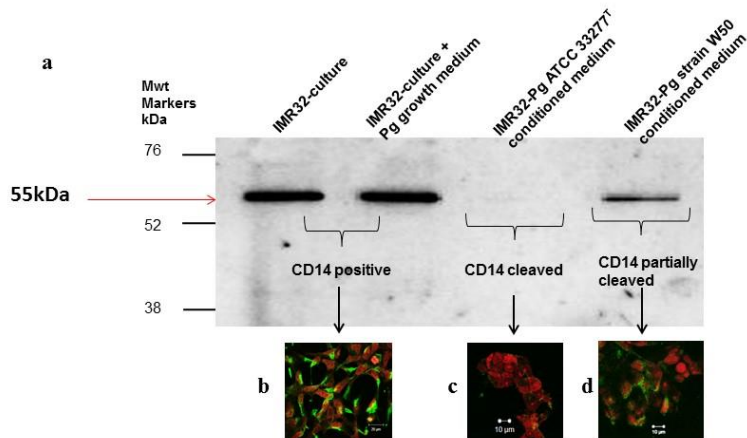 a
Mwt
Markers
kDa
IMR32-culture
IMR32-culture +
Pg growth medium
IMR32-Pg ATCC 33277ᵀ
conditioned medium
IMR32-Pg strain W50
conditioned medium
76
55kDa
52
38
CD14 positive
CD14 cleaved
CD14 partially
cleaved
b
c
d
10 µm
10 µm